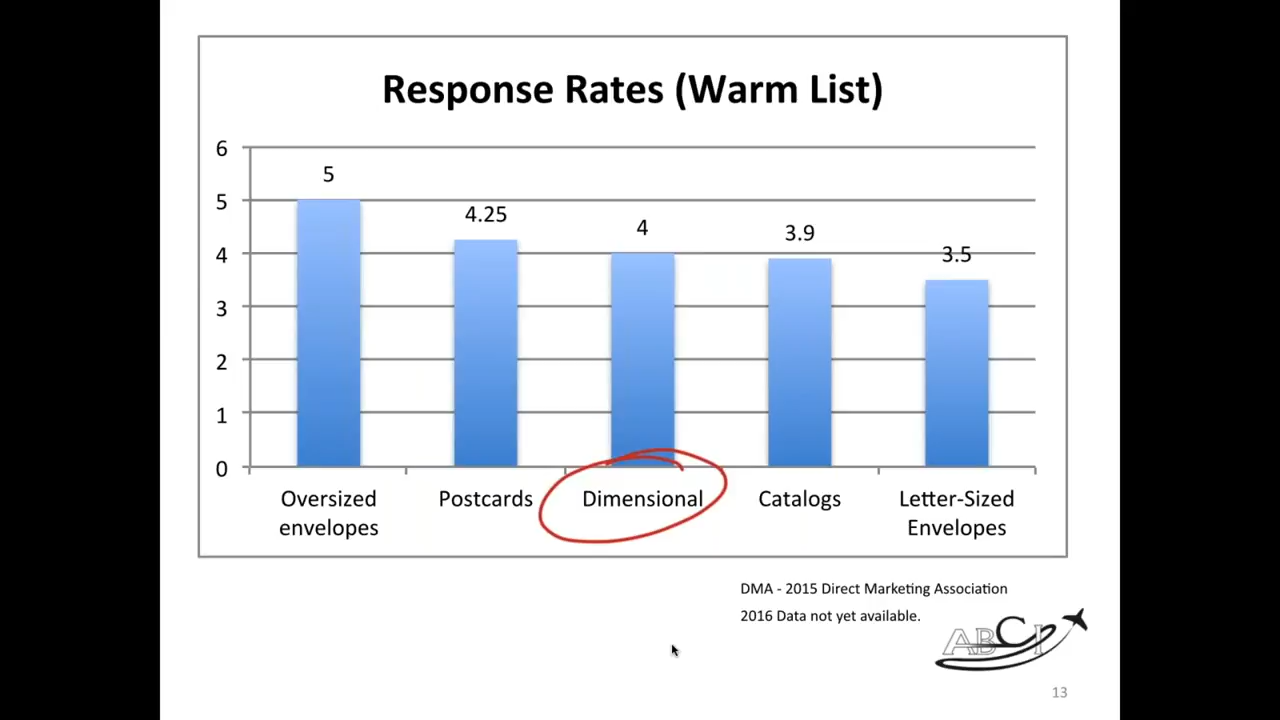 Response Rates (Warm List)
6
5
4
3
2
1
0
5
4.25
4
3.9
3.5
Oversized envelopes
Postcards
Dimensional
Catalogs
Letter-Sized Envelopes
DMA - 2015 Direct Marketing Association
2016 Data not yet available.
ABCI
13